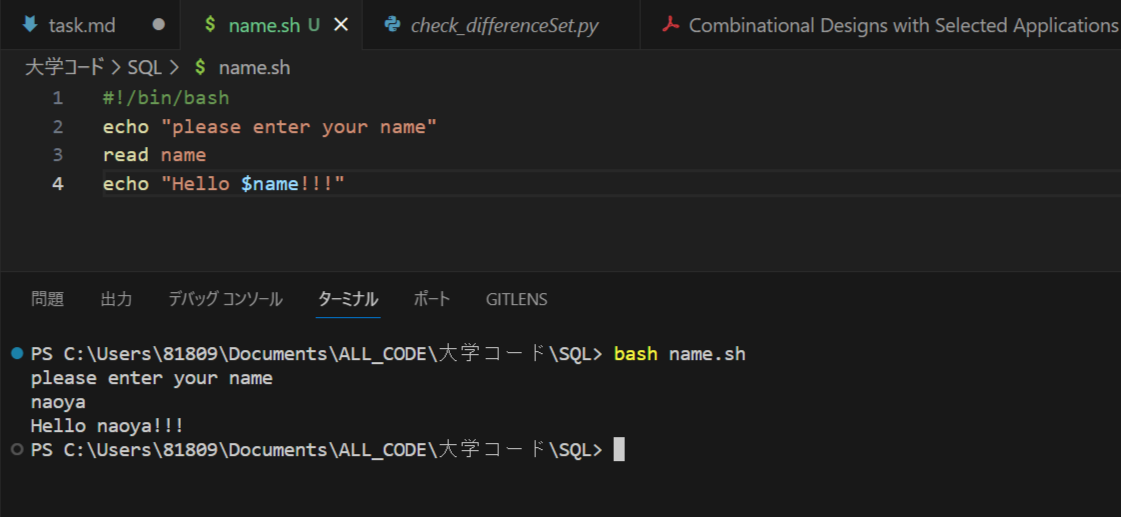 task.md ● $ name.sh U × check_differenceSet.py Combinational Designs with Selected Applications
大学コード > SQL > $ name.sh
1 #!/bin/bash
2 echo "please enter your name"
3 read name
4 echo "Hello $name!!!"
問題 出力 デバッグ コンソール ターミナル ポート GITLENS
PS C:\Users\81809\Documents\ALL_CODE\大学コード\SQL> bash name.sh
please enter your name
naoya
Hello naoya!!!
PS C:\Users\81809\Documents\ALL_CODE\大学コード\SQL>